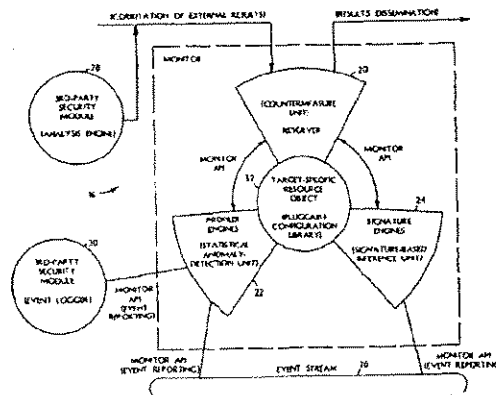 (CORRELATION OF EXTERNAL RESULTS)
(RESULTS DISSEMINATION)
MONITOR
28
3RD-PARTY
SECURITY
MODULE
(ANALYSIS ENGINE)
20
(COUNTERMEASURE
UNIT)
RESOLVER
MONITOR
API
MONITOR
API
32
TARGET-SPECIFIC
RESOURCE
OBJECT
(PLUGGABLE
CONFIGURATION
LIBRARY)
16
24
PROFILER
ENGINES
(STATISTICAL
ANOMALY-
DETECTION UNIT)
SIGNATURE
ENGINES
(SIGNATURE-BASED
INFERENCE UNIT)
22
30
3RD-PARTY
SECURITY
MODULE
(EVENT LOGGER)
MONITOR
API
(EVENT
REPORTING)
MONITOR API
(EVENT REPORTING)
EVENT STREAM
MONITOR API
(EVENT REPORTING)